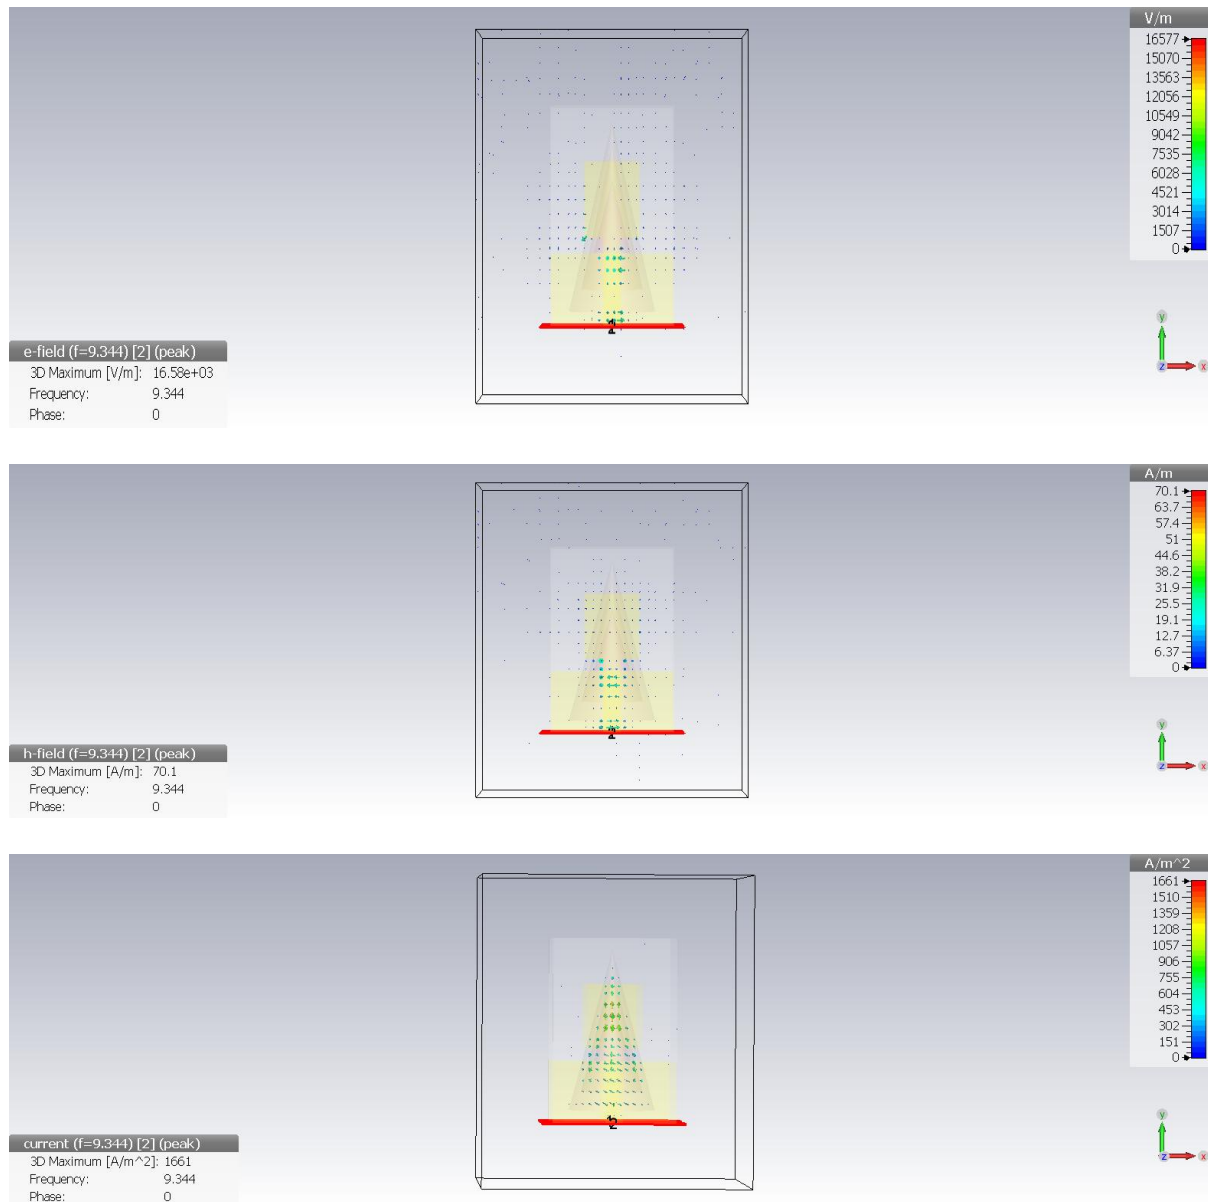 V/m
16577
15070
13563
12056
10549
9042
7535
6028
4521
3014
1507
0
y
z x
e-field (f=9.344) [2] (peak)
3D Maximum [V/m]: 16.58e+03
Frequency: 9.344
Phase: 0
A/m
70.1
63.7
57.4
51
44.6
38.2
31.9
25.5
19.1
12.7
6.37
0
y
z x
h-field (f=9.344) [2] (peak)
3D Maximum [A/m]: 70.1
Frequency: 9.344
Phase: 0
A/m^2
1661
1510
1359
1208
1057
906
755
604
453
302
151
0
y
z x
current (f=9.344) [2] (peak)
3D Maximum [A/m^2]: 1661
Frequency: 9.344
Phase: 0